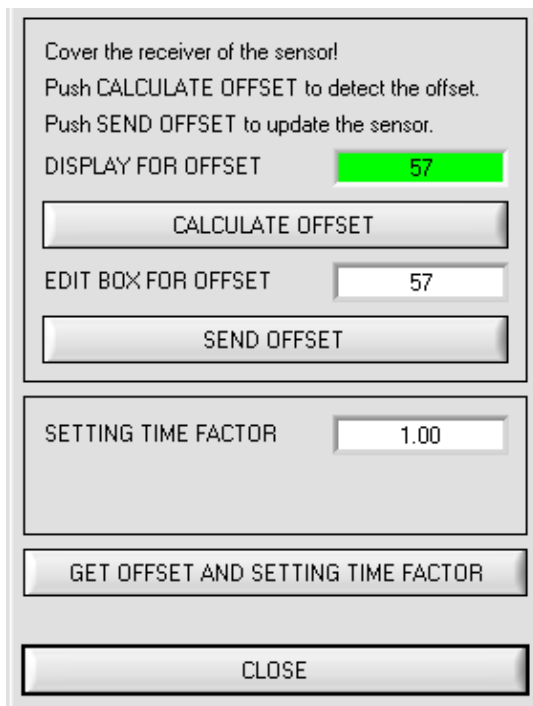 Cover the receiver of the sensor!
Push CALCULATE OFFSET to detect the offset.
Push SEND OFFSET to update the sensor.
DISPLAY FOR OFFSET 57
CALCULATE OFFSET
EDIT BOX FOR OFFSET 57
SEND OFFSET
SETTING TIME FACTOR 1.00
GET OFFSET AND SETTING TIME FACTOR
CLOSE